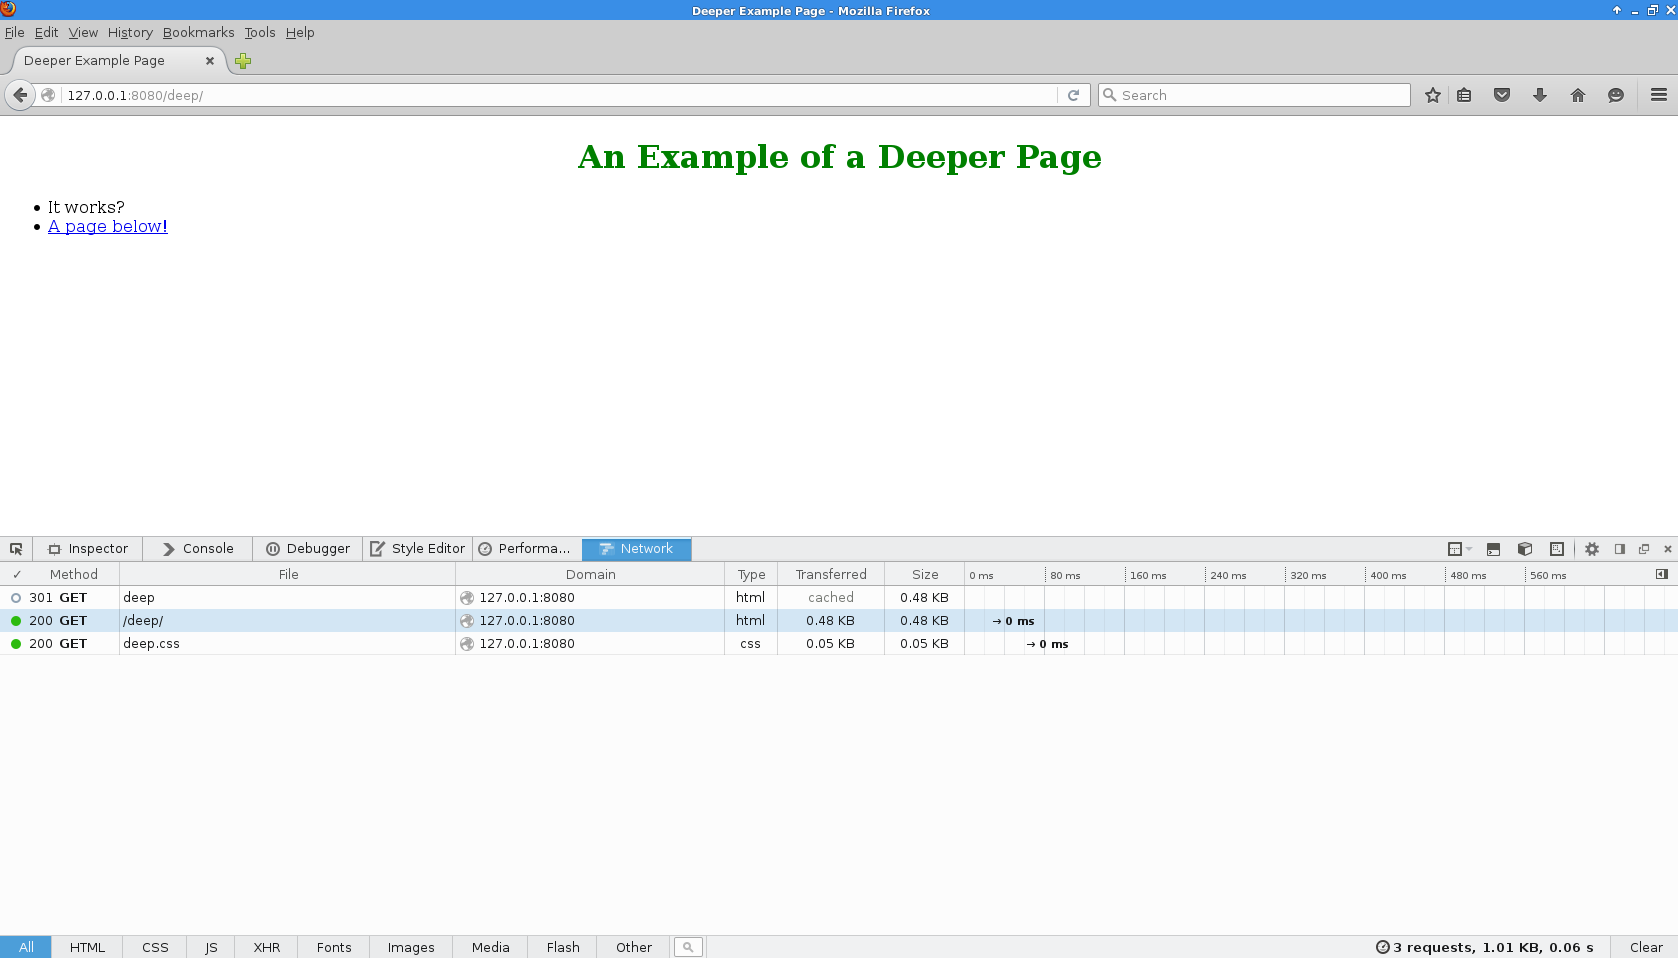 Deeper Example Page - Mozilla Firefox
File Edit View History Bookmarks Tools Help
Deeper Example Page
127.0.0.1:8080/deep/ Search
An Example of a Deeper Page
It works?
A page below!
Inspector Console Debugger Style Editor Performa... Network
✓ Method File Domain Type Transferred Size 0 ms 80 ms 160 ms 240 ms 320 ms 400 ms 480 ms 560 ms
301 GET deep 127.0.0.1:8080 html cached 0.48 KB
200 GET /deep/ 127.0.0.1:8080 html 0.48 KB 0.48 KB → 0 ms
200 GET deep.css 127.0.0.1:8080 css 0.05 KB 0.05 KB → 0 ms
All HTML CSS JS XHR Fonts Images Media Flash Other 3 requests, 1.01 KB, 0.06 s Clear